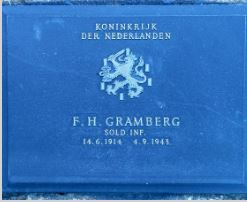 KONINKRIJK
DER NEDERLANDEN
F. H. GRAMBERG
SOLD INF.
14.6.1914 4.9.1943.